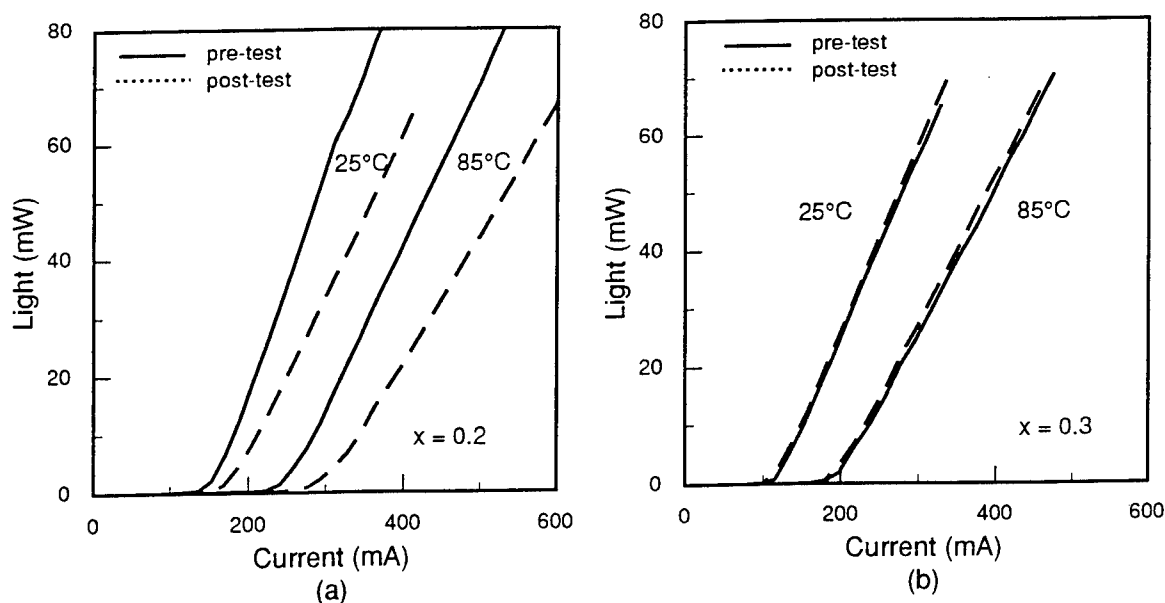 80
pre-test
post-test
60
25°C
85°C
40
20
x = 0.2
0
0
200
400
600
Light (mW)
Current (mA)
(a)
80
pre-test
post-test
60
25°C
85°C
40
20
x = 0.3
0
0
200
400
600
Light (mW)
Current (mA)
(b)